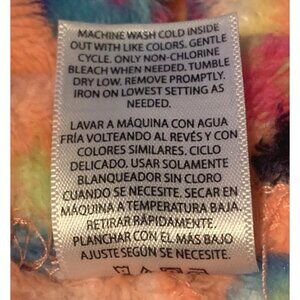 MACHINE WASH COLD INSIDE
OUT WITH LIKE COLORS. GENTLE
CYCLE. ONLY NON-CHLORINE
BLEACH WHEN NEEDED. TUMBLE
DRY LOW. REMOVE PROMPTLY.
IRON ON LOWEST SETTING AS
NEEDED.
LAVAR A MÁQUINA CON AGUA
FRÍA VOLTEANDO AL REVÉS Y CON
COLORES SIMILARES. CICLO
DELICADO. USAR SOLAMENTE
BLANQUEADOR SIN CLORO
CUANDO SE NECESITE. SECAR EN
MÁQUINA A TEMPERATURA BAJA.
RETIRAR RÁPIDAMENTE.
PLANCHAR CON EL MÁS BAJO
AJUSTE SEGÚN SE NECESITE.